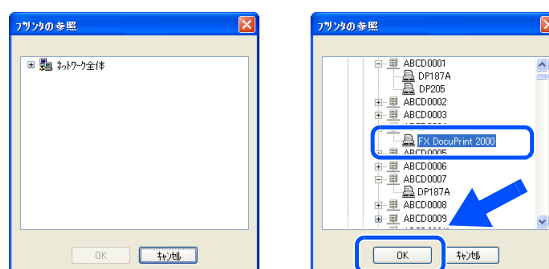 プリンタの参照
ネットワーク全体
OK
キャンセル
プリンタの参照
ABCD0001
DP187A
DP205
ABCD0002
ABCD0003
FX DocuPrint 2000
ABCD0005
ABCD0006
ABCD0007
DP187A
ABCD0008
ABCD0009
OK
キャンセル